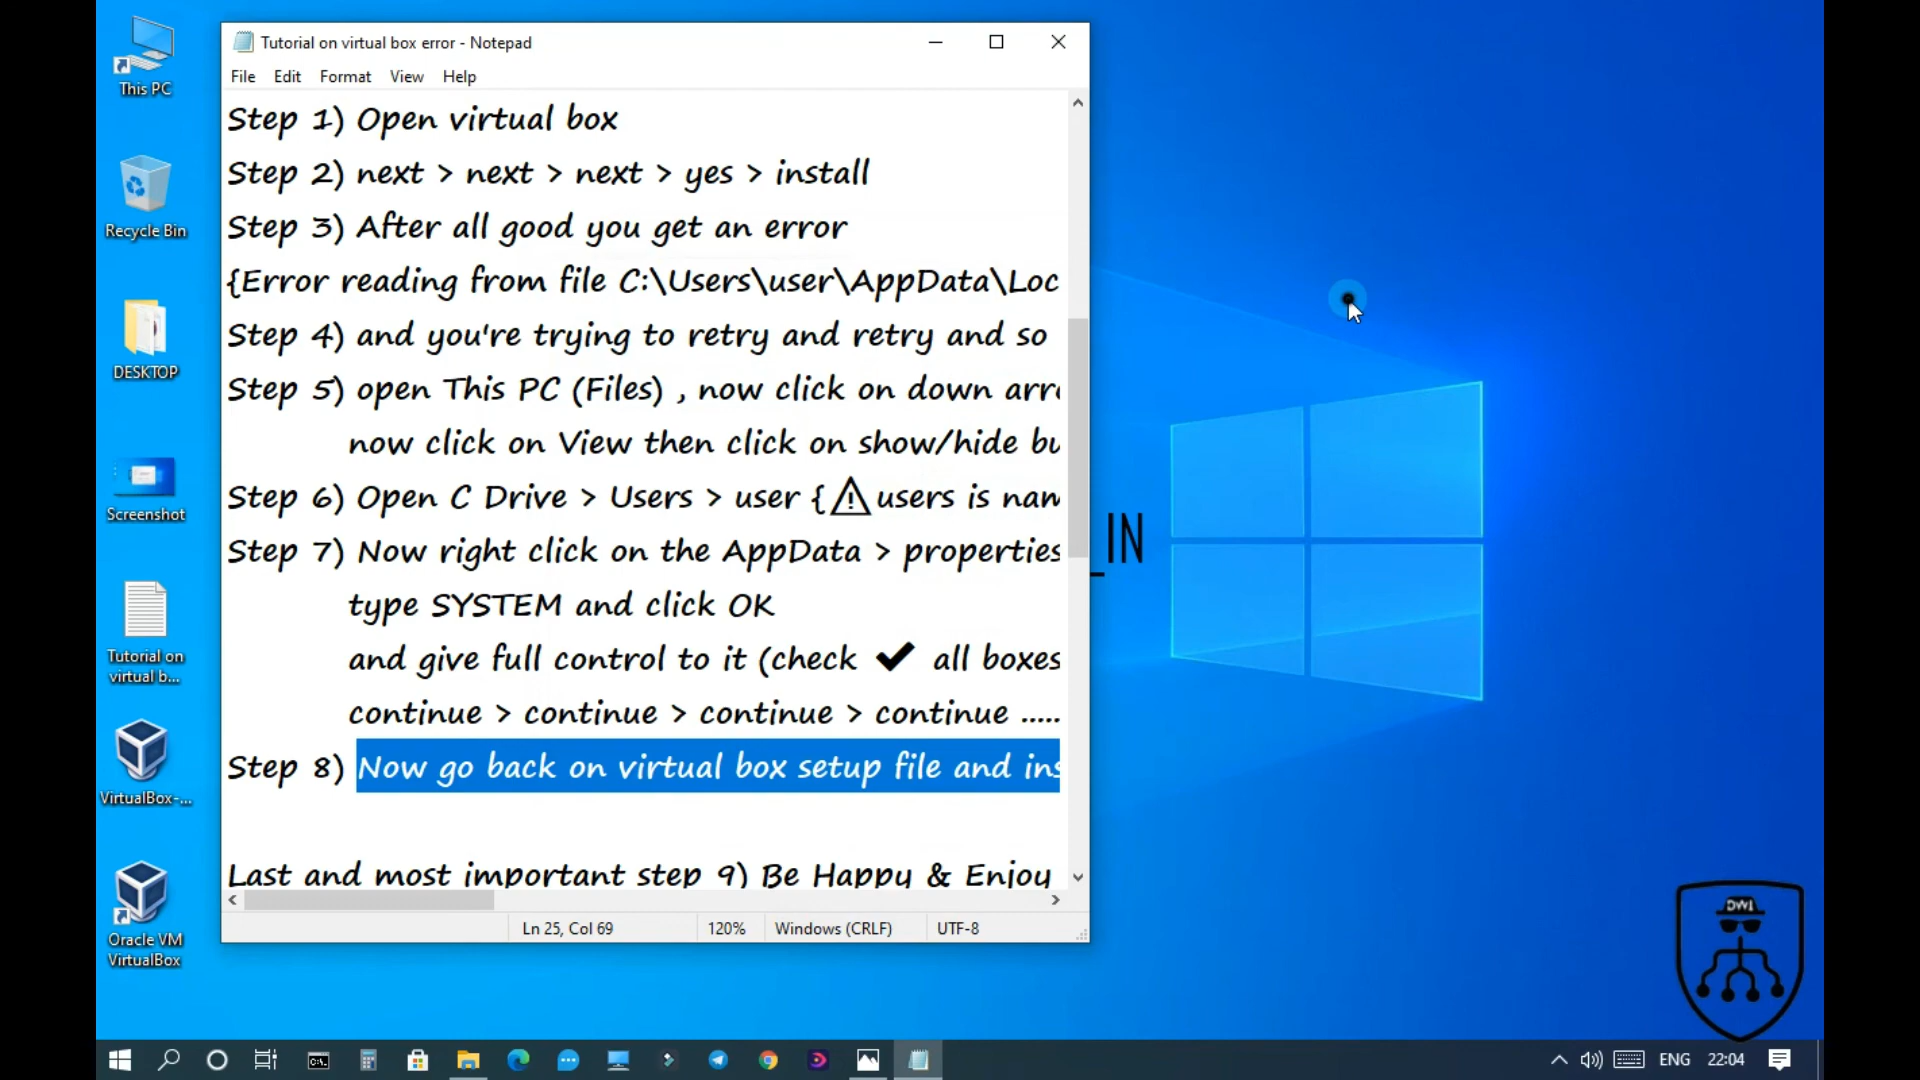 This PC
Recycle Bin
DESKTOP
Screenshot
Tutorial on
virtual b...
VirtualBox-...
Oracle VM
VirtualBox
Tutorial on virtual box error - Notepad
File Edit Format View Help
Step 1) Open virtual box
Step 2) next > next > next > yes > install
Step 3) After all good you get an error
{Error reading from file C:\Users\user\AppData\Loc
Step 4) and you're trying to retry and retry and so
Step 5) open This PC (Files) , now click on down arr
now click on View then click on show/hide bu
Step 6) Open C Drive > Users > user {⚠users is nam
Step 7) Now right click on the AppData > properties
type SYSTEM and click OK
and give full control to it (check ✔ all boxes
continue > continue > continue > continue .....
Step 8) Now go back on virtual box setup file and ins
Last and most important step 9) Be Happy & Enjoy
Ln 25, Col 69 120% Windows (CRLF) UTF-8
_IN
DWI
ENG 22:04